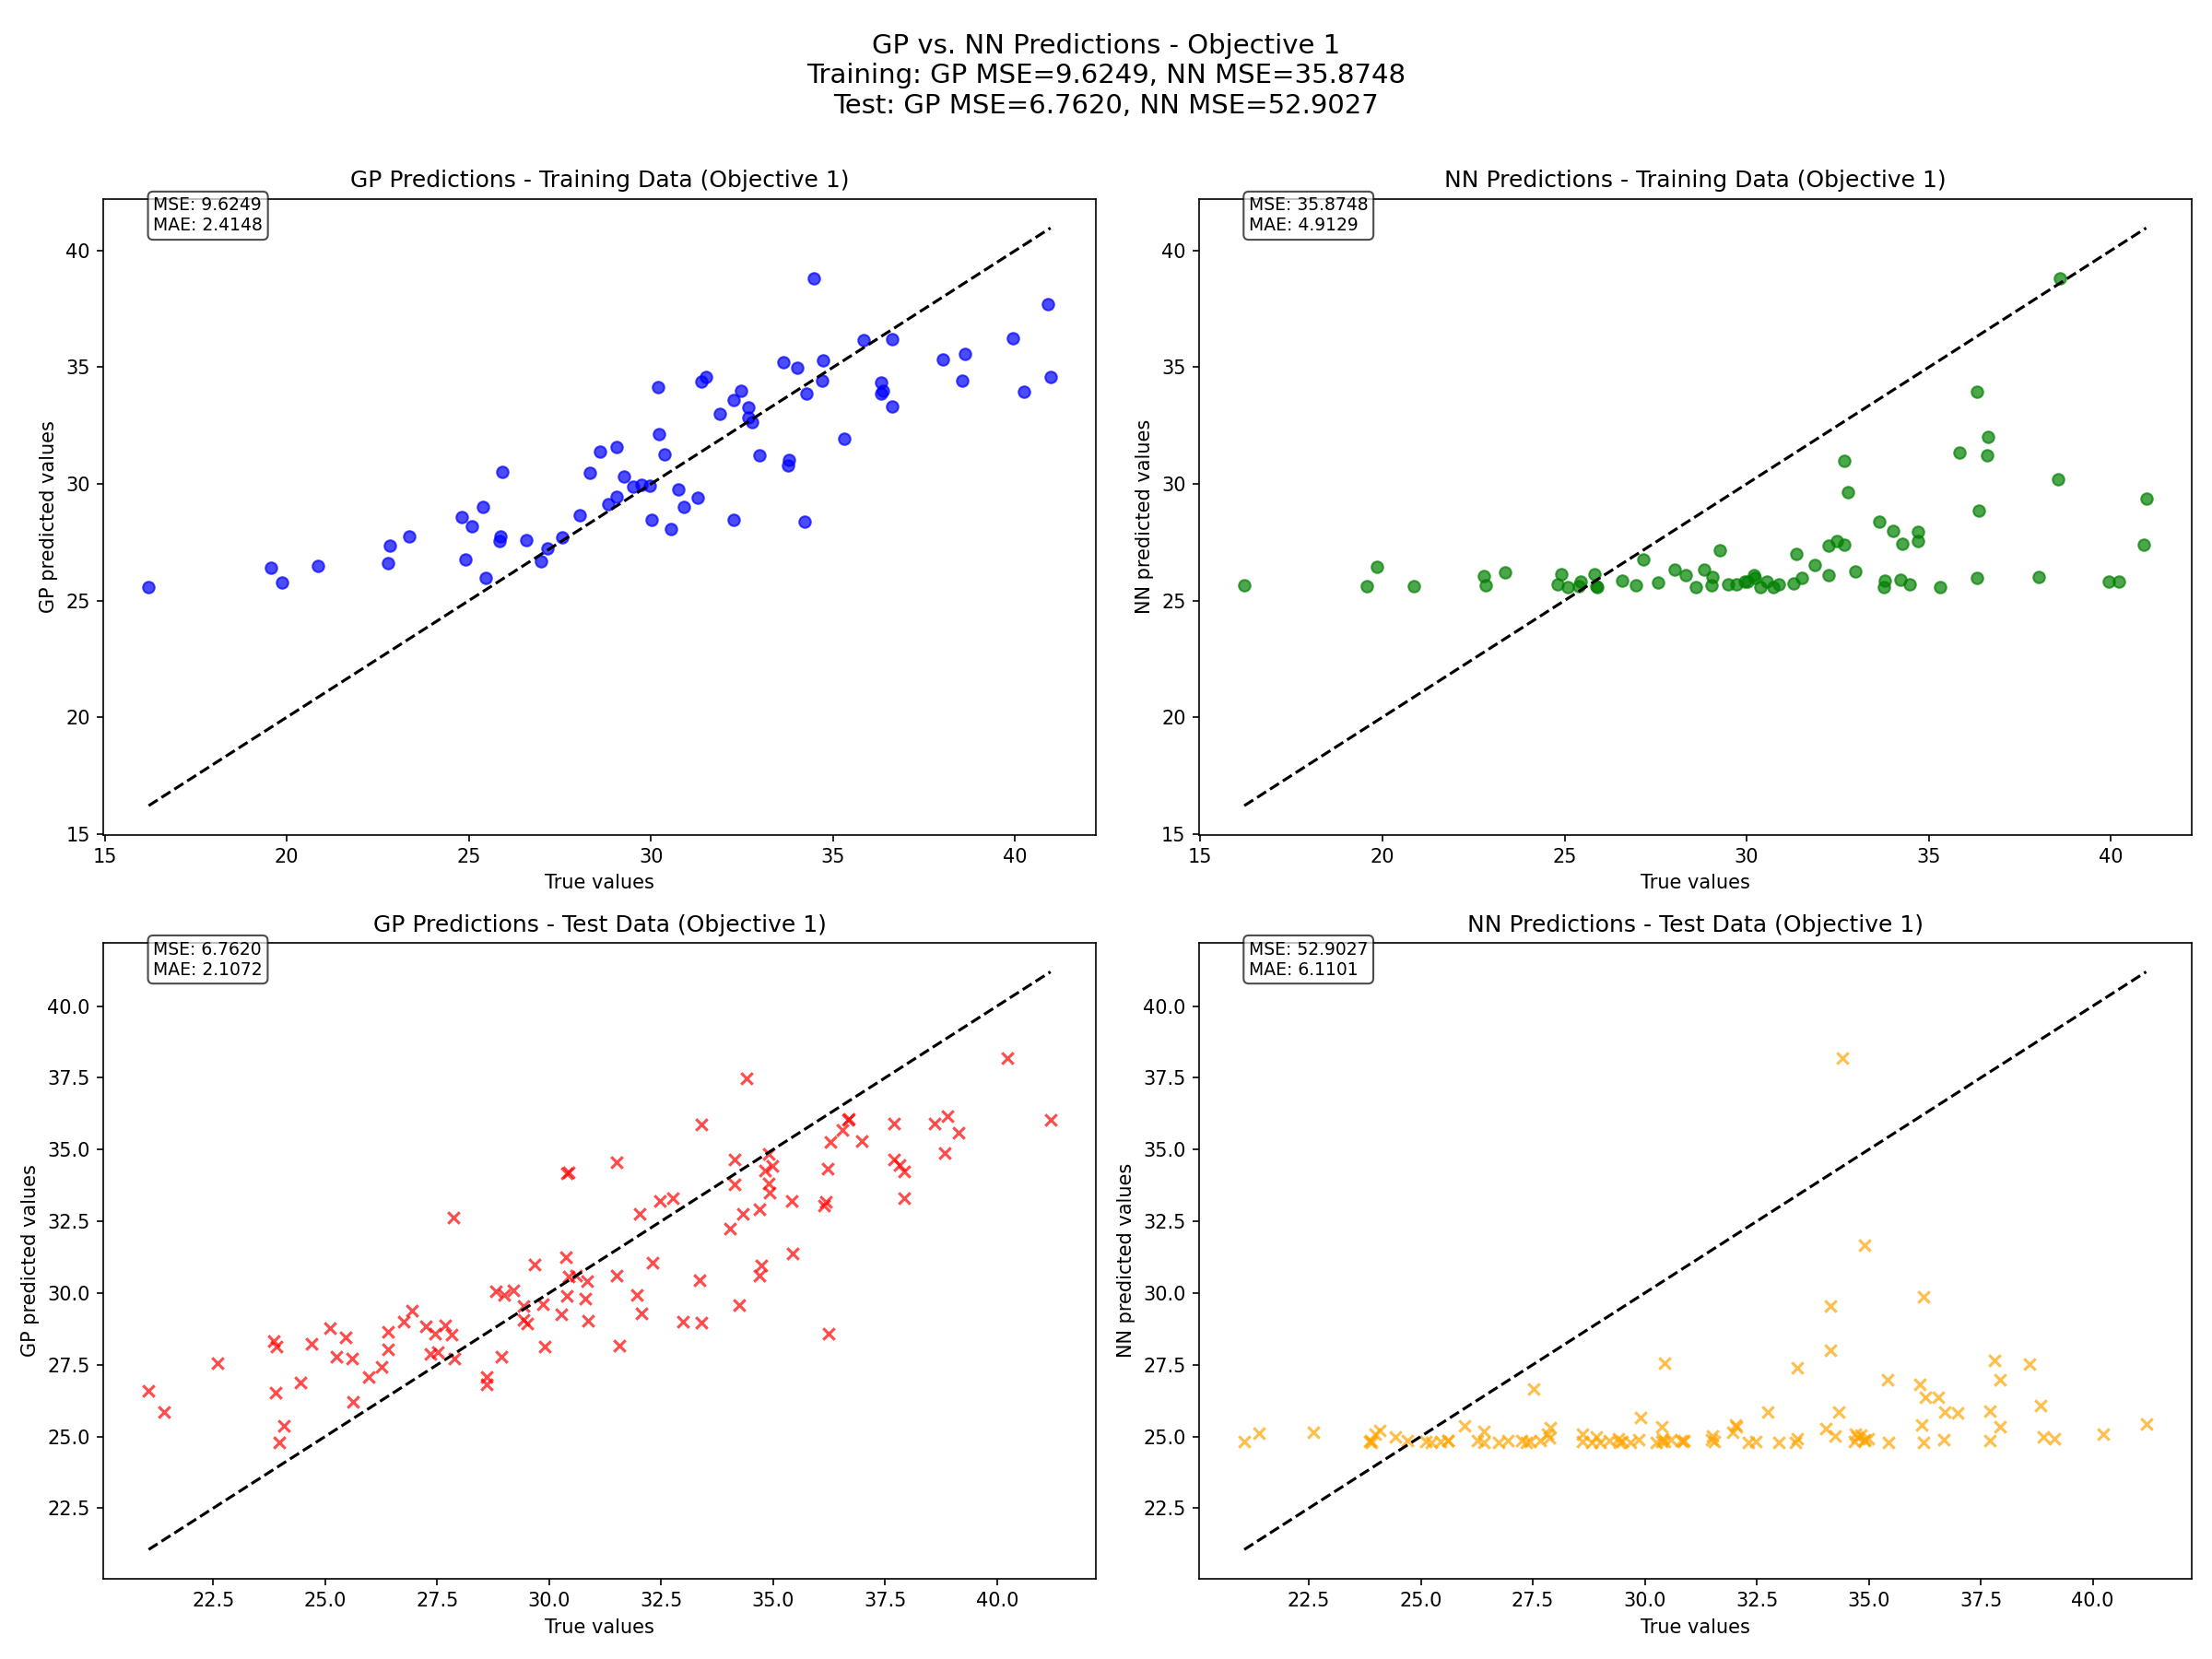 GP vs. NN Predictions - Objective 1
Training: GP MSE=9.6249, NN MSE=35.8748
Test: GP MSE=6.7620, NN MSE=52.9027
GP Predictions - Training Data (Objective 1)
MSE: 9.6249
MAE: 2.4148
GP predicted values
40
35
30
25
20
15
15 20 25 30 35 40
True values
NN Predictions - Training Data (Objective 1)
MSE: 35.8748
MAE: 4.9129
NN predicted values
40
35
30
25
20
15
15 20 25 30 35 40
True values
GP Predictions - Test Data (Objective 1)
MSE: 6.7620
MAE: 2.1072
GP predicted values
40.0
37.5
35.0
32.5
30.0
27.5
25.0
22.5
22.5 25.0 27.5 30.0 32.5 35.0 37.5 40.0
True values
NN Predictions - Test Data (Objective 1)
MSE: 52.9027
MAE: 6.1101
NN predicted values
40.0
37.5
35.0
32.5
30.0
27.5
25.0
22.5
22.5 25.0 27.5 30.0 32.5 35.0 37.5 40.0
True values